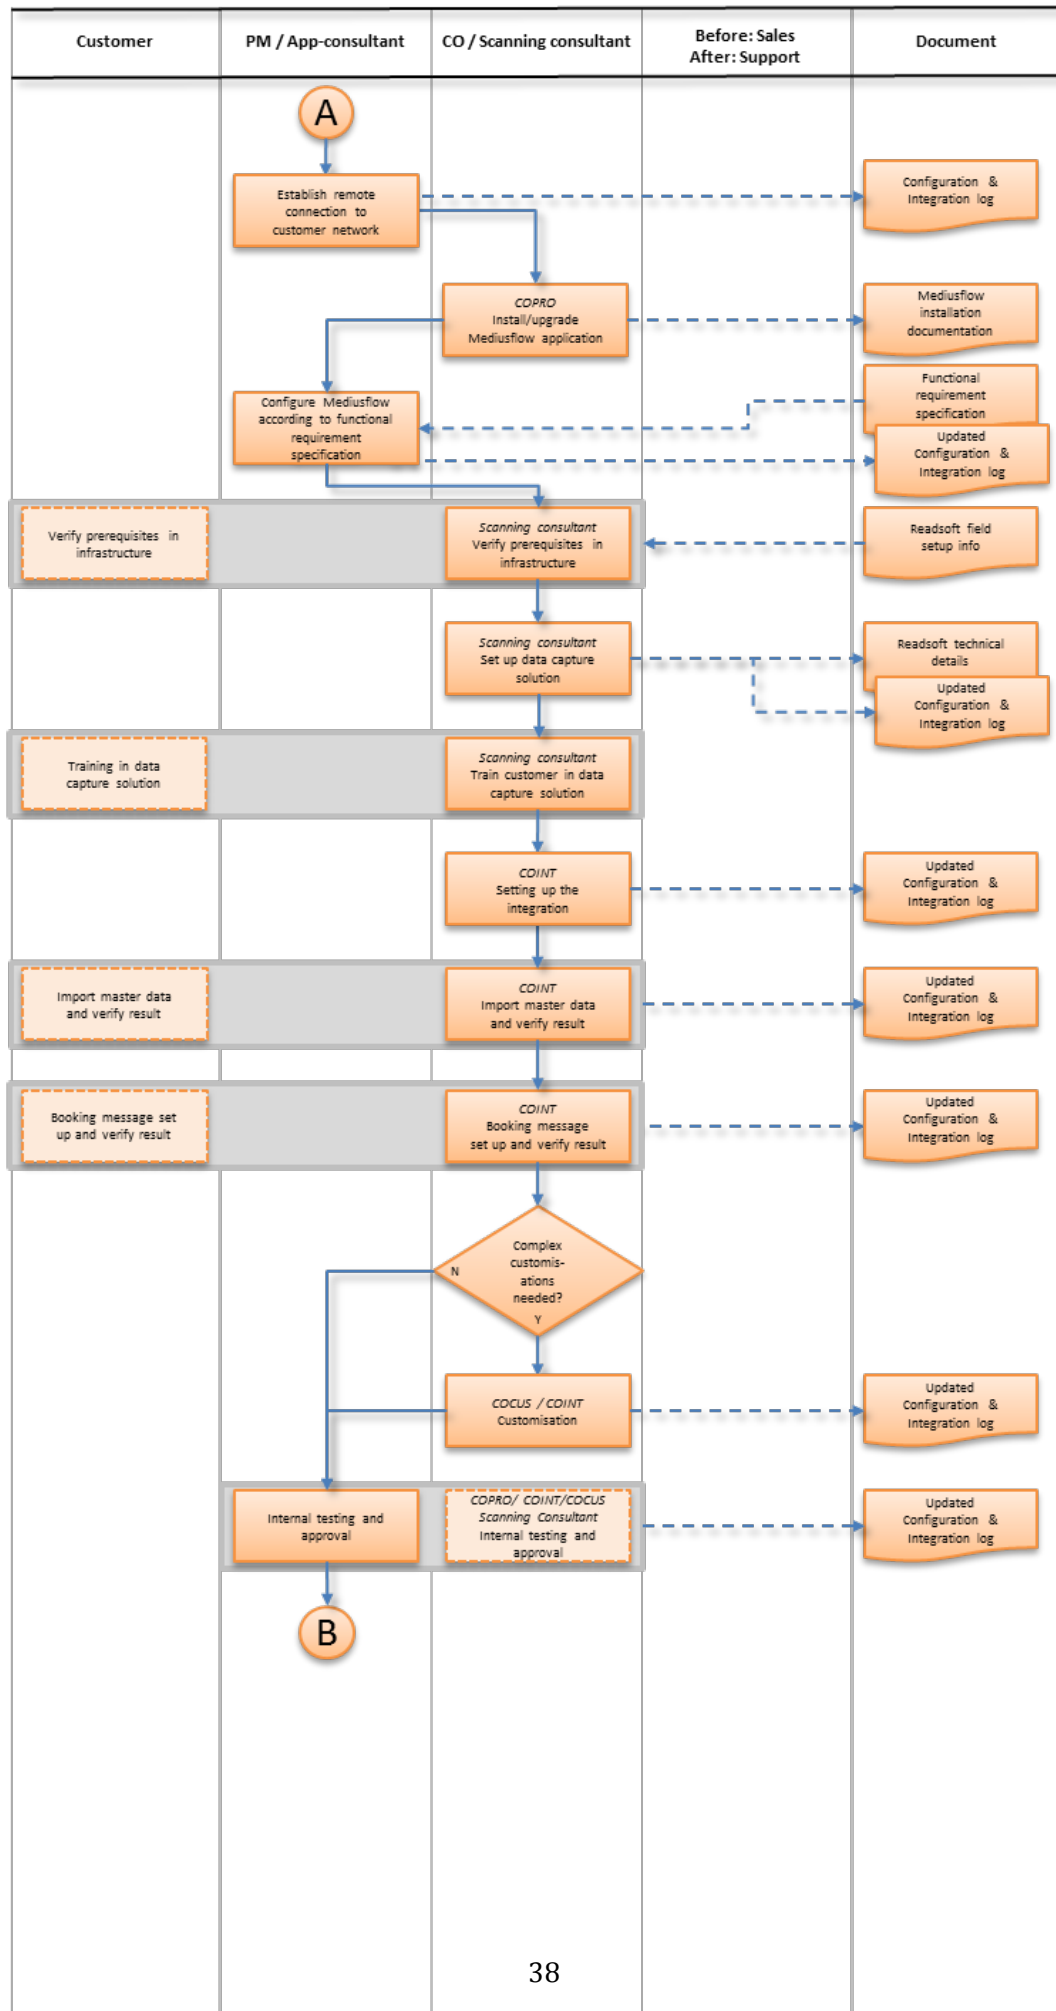 Customer
PM / App-consultant
CO / Scanning consultant
Before: Sales
After: Support
Document
A
Establish remote
connection to
customer network
Configuration &
Integration log
COPRO
Install/upgrade
Mediusflow application
Mediusflow
installation
documentation
Functional
requirement
specification
Configure Mediusflow
according to functional
requirement
specification
Updated
Configuration &
Integration log
Verify prerequisites in
infrastructure
Scanning consultant
Verify prerequisites in
infrastructure
Readsoft field
setup info
Scanning consultant
Set up data capture
solution
Readsoft technical
details
Updated
Configuration &
Integration log
Training in data
capture solution
Scanning consultant
Train customer in data
capture solution
COINT
Setting up the
integration
Updated
Configuration &
Integration log
Import master data
and verify result
COINT
Import master data
and verify result
Updated
Configuration &
Integration log
Booking message set
up and verify result
COINT
Booking message
set up and verify result
Updated
Configuration &
Integration log
Complex
customis-
ations
needed?
N
Y
COCUS / COINT
Customisation
Updated
Configuration &
Integration log
Internal testing and
approval
COPRO/ COINT/COCUS
Scanning Consultant
Internal testing and
approval
Updated
Configuration &
Integration log
B
38